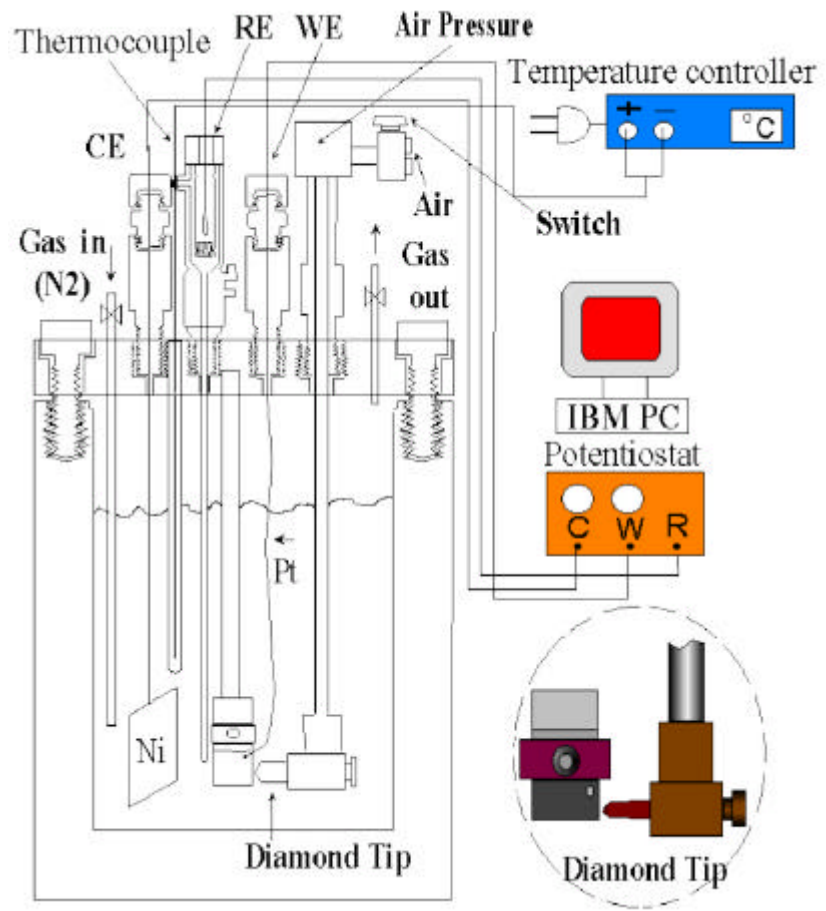 RE
WE
Air Pressure
Thermocouple
Temperature controller
+ −
°C
CE
Air
Switch
Gas in
(N2)
Gas
out
IBM PC
Potentiostat
C W R
Pt
Ni
Diamond Tip
Diamond Tip